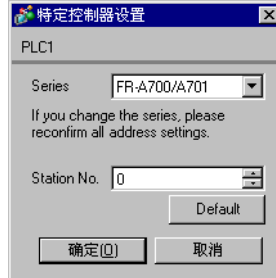 特定控制器设置
PLC1
Series FR-A700/A701
If you change the series, please
reconfirm all address settings.
Station No. 0
Default
确定(O) 取消